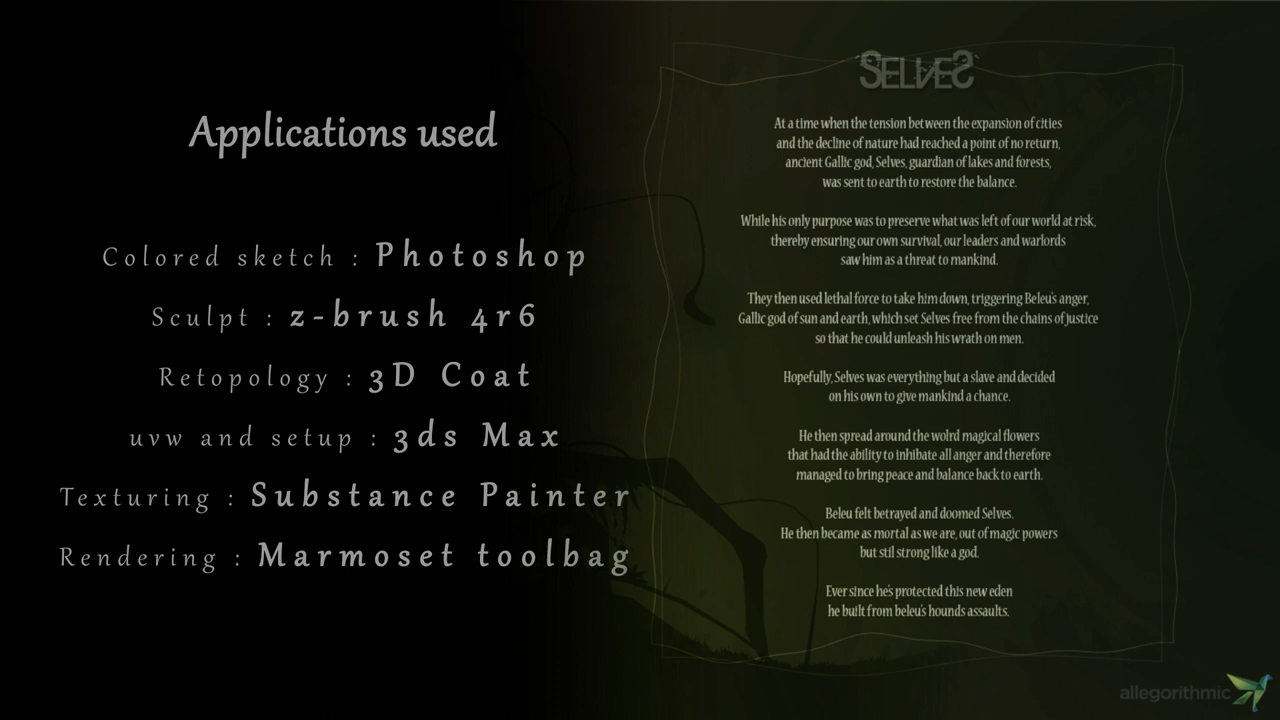 Applications used
Colored sketch : Photoshop
Sculpt : z-brush 4r6
Retopology : 3D Coat
uvw and setup : 3ds Max
Texturing : Substance Painter
Rendering : Marmoset toolbag
SELVES
At a time when the tension between the expansion of cities
and the decline of nature had reached a point of no return,
ancient Gallic god, Selves, guardian of lakes and forests,
was sent to earth to restore the balance.
While his only purpose was to preserve what was left of our world at risk,
thereby ensuring our own survival, our leaders and warlords
saw him as a threat to mankind.
They then used lethal force to take him down, triggering Beleu's anger,
Gallic god of sun and earth, which set Selves free from the chains of justice
so that he could unleash his wrath on men.
Hopefully, Selves was everything but a slave and decided
on his own to give mankind a chance.
He then spread around the wolrd magical flowers
that had the ability to inhibate all anger and therefore
managed to bring peace and balance back to earth.
Beleu felt betrayed and doomed Selves.
He then became as mortal as we are, out of magic powers
but stil strong like a god.
Ever since he's protected this new eden
he built from beleu's hounds assaults.
allegorithmic